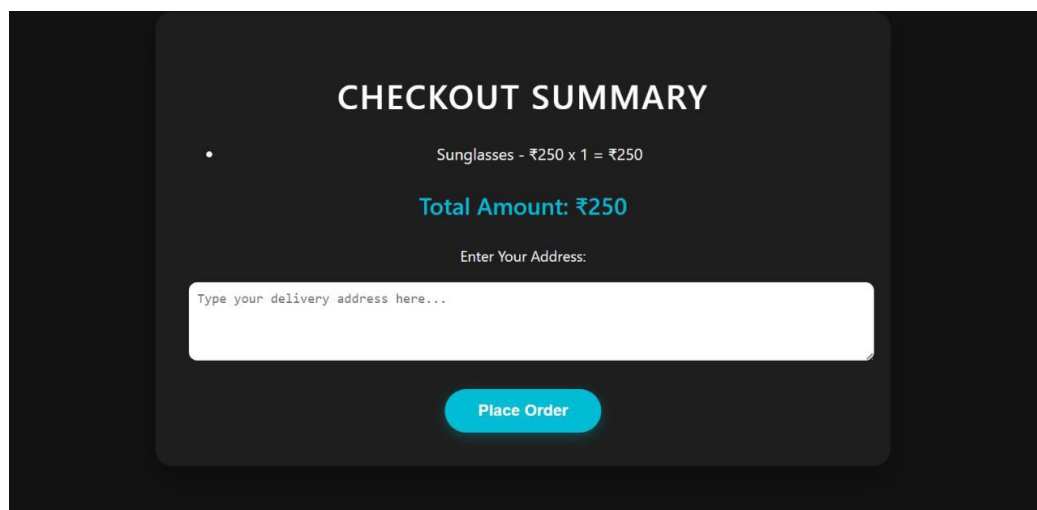 CHECKOUT SUMMARY
• Sunglasses - ₹250 x 1 = ₹250
Total Amount: ₹250
Enter Your Address:
Type your delivery address here...
Place Order